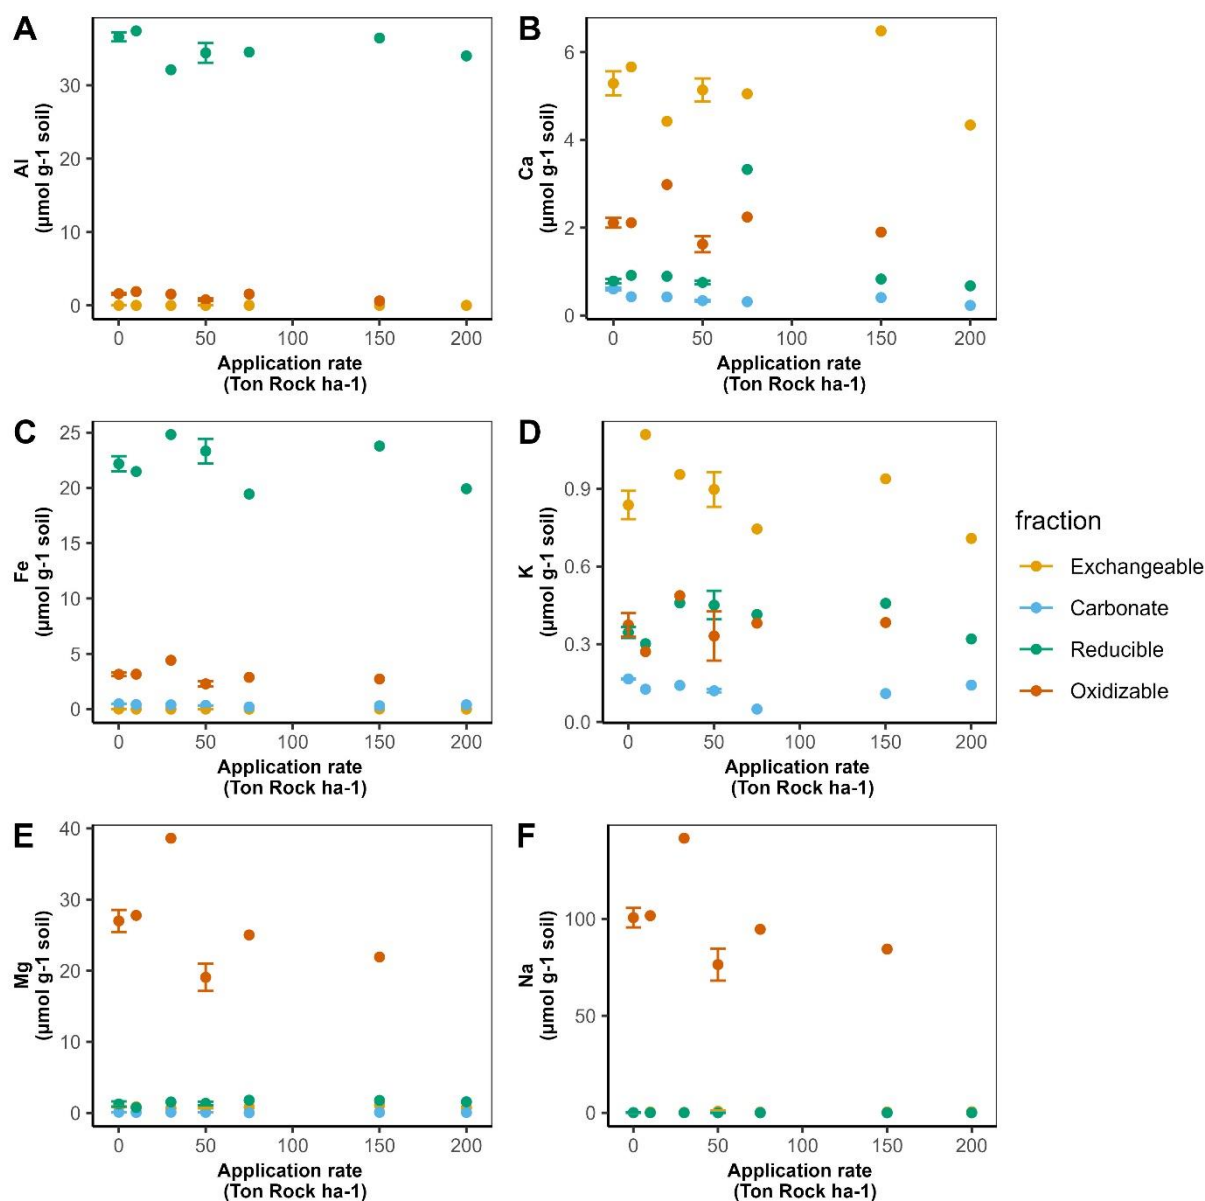 A
Al
(µmol g-1 soil)
30
20
10
0
0 50 100 150 200
Application rate
(Ton Rock ha-1)
B
Ca
(µmol g-1 soil)
6
4
2
0
0 50 100 150 200
Application rate
(Ton Rock ha-1)
C
Fe
(µmol g-1 soil)
25
20
15
10
5
0
0 50 100 150 200
Application rate
(Ton Rock ha-1)
D
K
(µmol g-1 soil)
0.9
0.6
0.3
0.0
0 50 100 150 200
Application rate
(Ton Rock ha-1)
fraction
Exchangeable
Carbonate
Reducible
Oxidizable
E
Mg
(µmol g-1 soil)
40
30
20
10
0
0 50 100 150 200
Application rate
(Ton Rock ha-1)
F
Na
(µmol g-1 soil)
100
50
0
0 50 100 150 200
Application rate
(Ton Rock ha-1)